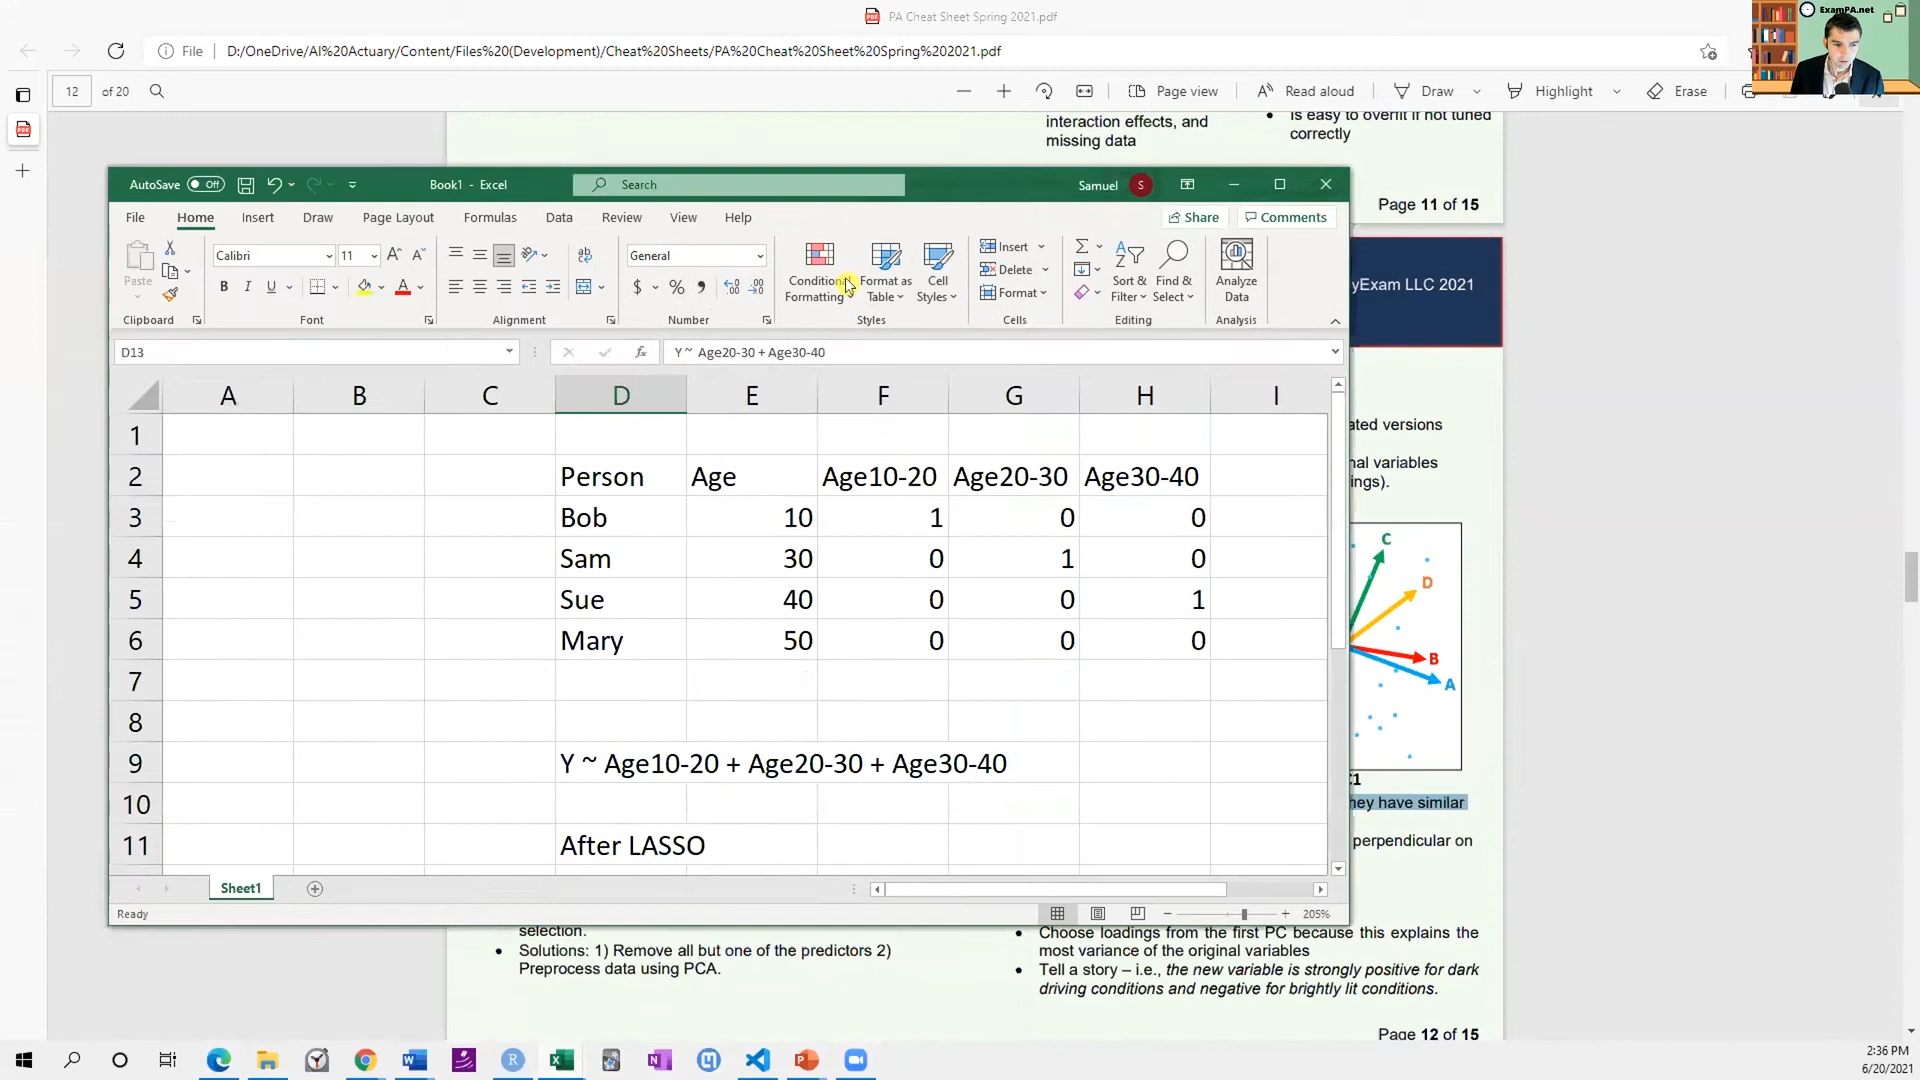 PA Cheat Sheet Spring 2021.pdf
ExamPA.net
File
D:/OneDrive/AI%20Actuary/Content/Files%20(Development)/Cheat%20Sheets/PA%20Cheat%20Sheet%20Spring%202021.pdf
12 of 20
Page view
Read aloud
Draw
Highlight
Erase
interaction effects, and
missing data
Is easy to overfit if not tuned
correctly
Page 11 of 15
AutoSave Off
Book1 - Excel
Search
Samuel S
File Home Insert Draw Page Layout Formulas Data Review View Help
Share Comments
Paste
Clipboard
Calibri 11
B I U
Font
Alignment
General
$ %
Number
Conditional
Formatting
Format as
Table
Cell
Styles
Styles
Insert
Delete
Format
Cells
Sort &
Filter
Find &
Select
Editing
Analyze
Data
Analysis
D13
fx
Y ~ Age20-30 + Age30-40
A B C D E F G H I
1
2 Person Age Age10-20 Age20-30 Age30-40
3 Bob 10 1 0 0
4 Sam 30 0 1 0
5 Sue 40 0 0 1
6 Mary 50 0 0 0
7
8
9 Y ~ Age10-20 + Age20-30 + Age30-40
10
11 After LASSO
Sheet1
Ready
205%
yExam LLC 2021
ated versions
nal variables
ings).
C
D
B
A
hey have similar
perpendicular on
selection.
Solutions: 1) Remove all but one of the predictors 2)
Preprocess data using PCA.
Choose loadings from the first PC because this explains the
most variance of the original variables
Tell a story – i.e., the new variable is strongly positive for dark
driving conditions and negative for brightly lit conditions.
Page 12 of 15
2:36 PM
6/20/2021